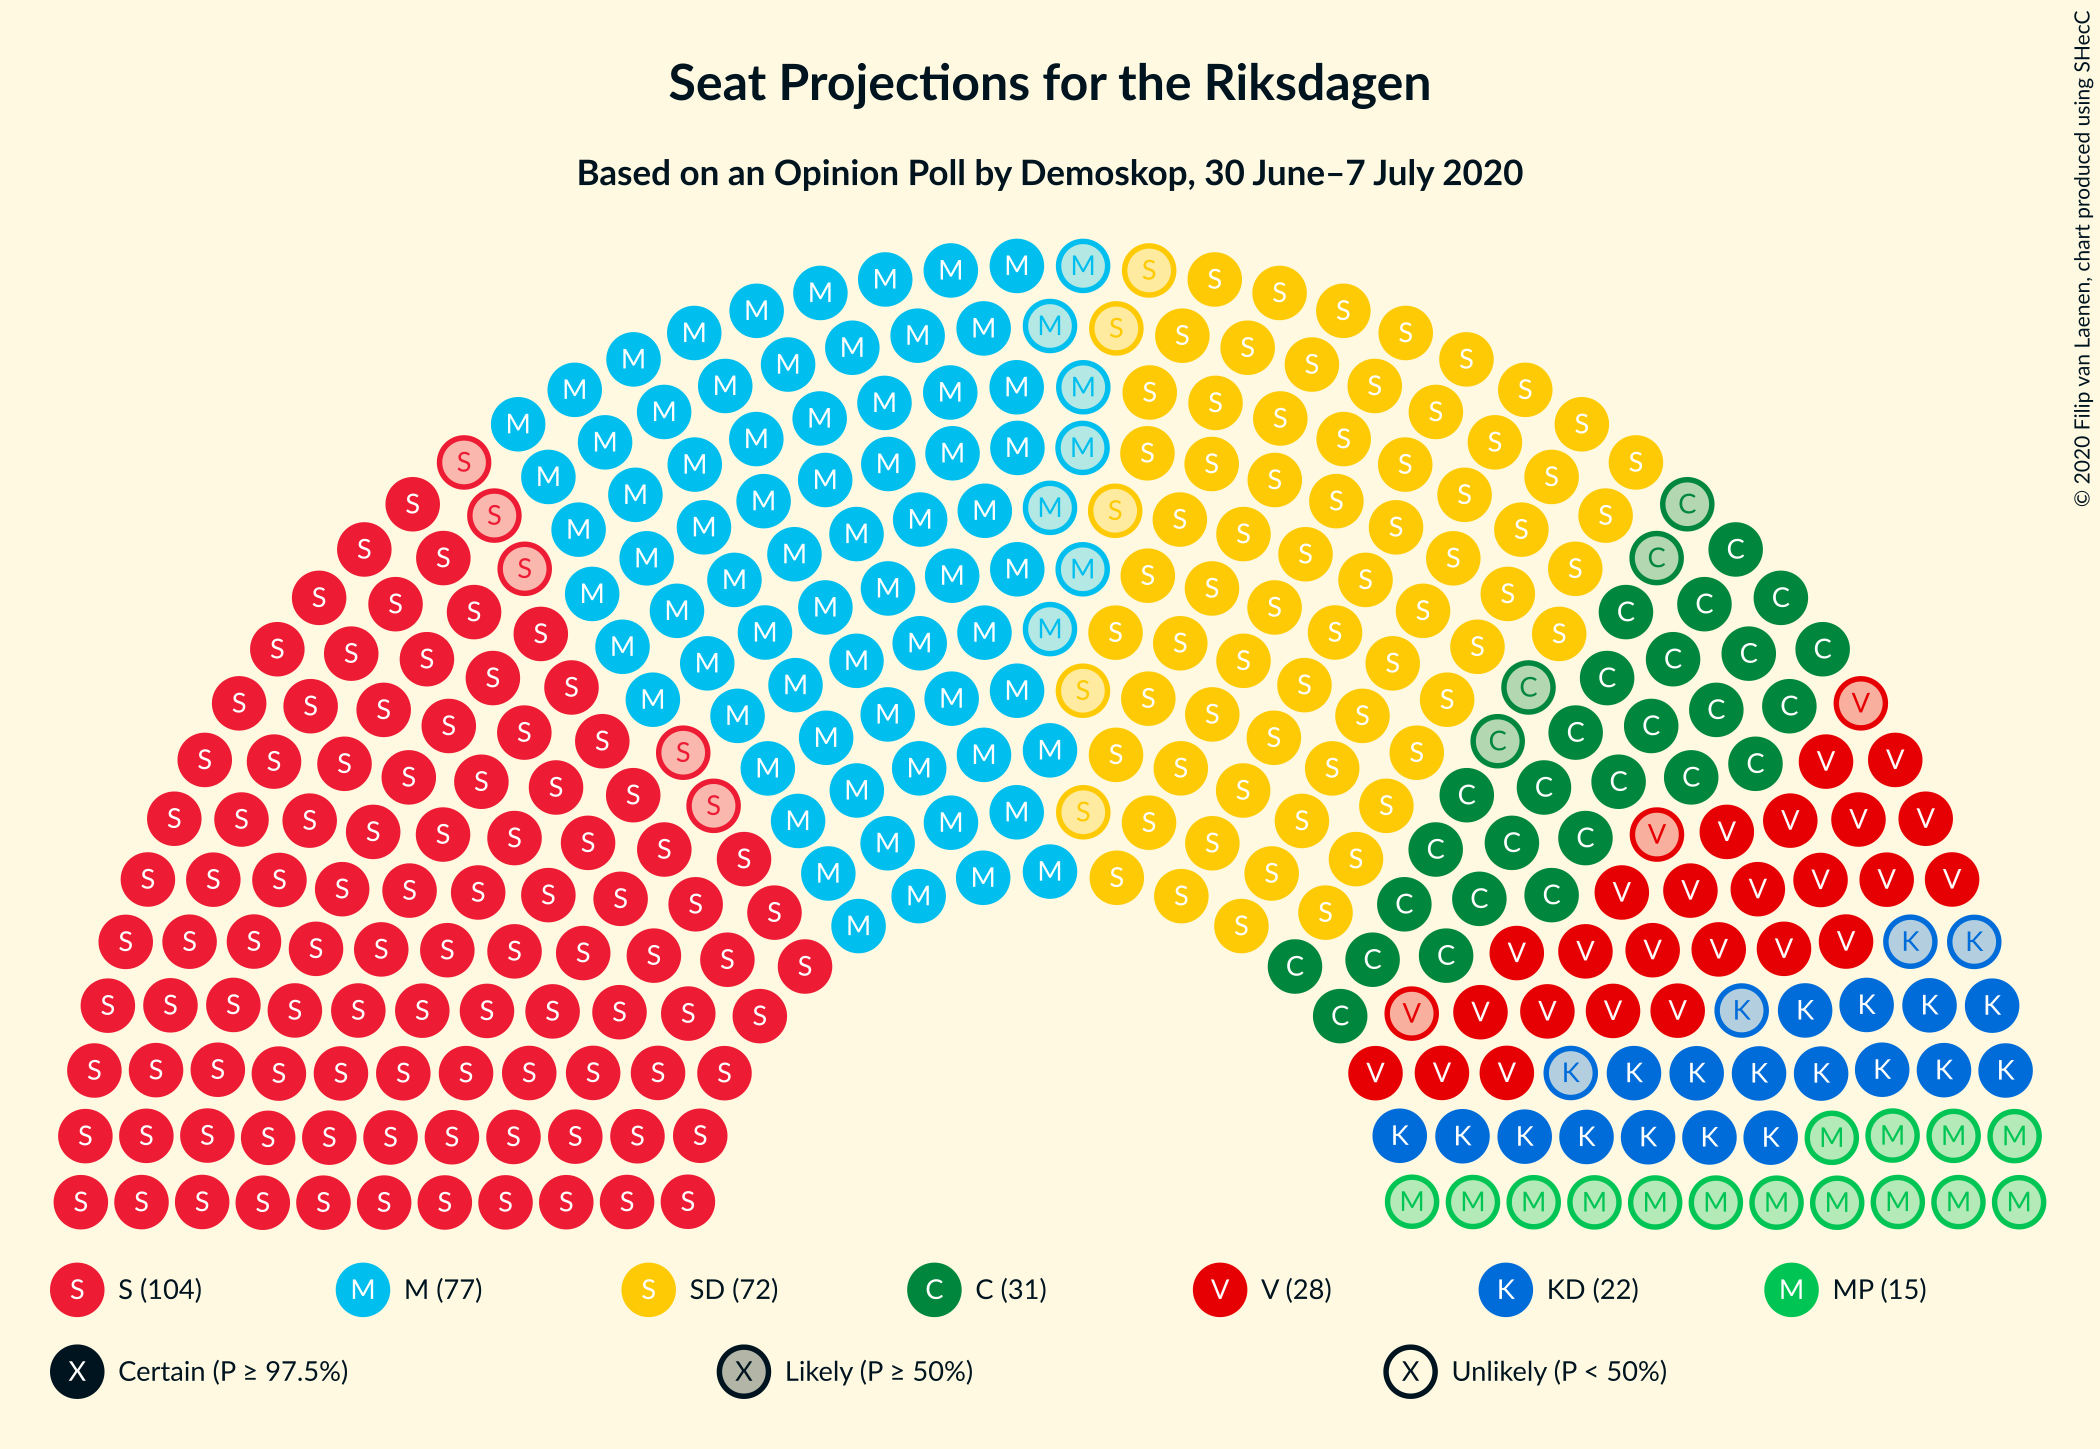 Seat Projections for the Riksdagen
Based on an Opinion Poll by Demoskop, 30 June–7 July 2020
© 2020 Filip van Laenen, chart produced using SHecC
S S (104) M M (77) S SD (72) C C (31) V V (28) K KD (22) M MP (15)
X Certain (P ≥ 97.5%) X Likely (P ≥ 50%) X Unlikely (P < 50%)